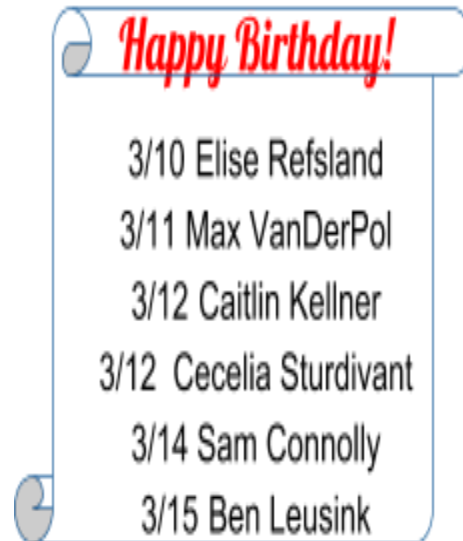 Happy Birthday!
3/10 Elise Refsland
3/11 Max VanDerPol
3/12 Caitlin Kellner
3/12 Cecelia Sturdivant
3/14 Sam Connolly
3/15 Ben Leusink